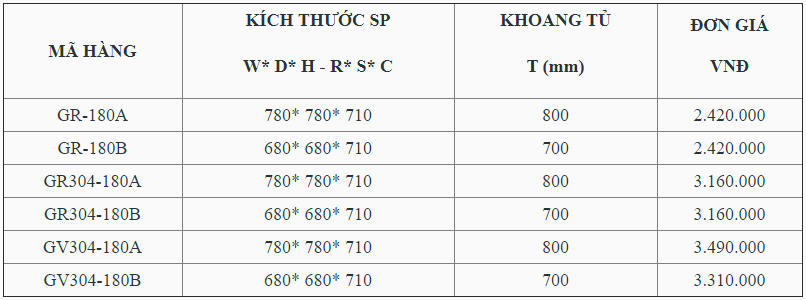 MÃ HÀNG
KÍCH THƯỚC SP
W* D* H - R* S* C
KHOANG TỦ
T (mm)
ĐƠN GIÁ
VNĐ
GR-180A 780* 780* 710 800 2.420.000
GR-180B 680* 680* 710 700 2.420.000
GR304-180A 780* 780* 710 800 3.160.000
GR304-180B 680* 680* 710 700 3.160.000
GV304-180A 780* 780* 710 800 3.490.000
GV304-180B 680* 680* 710 700 3.310.000